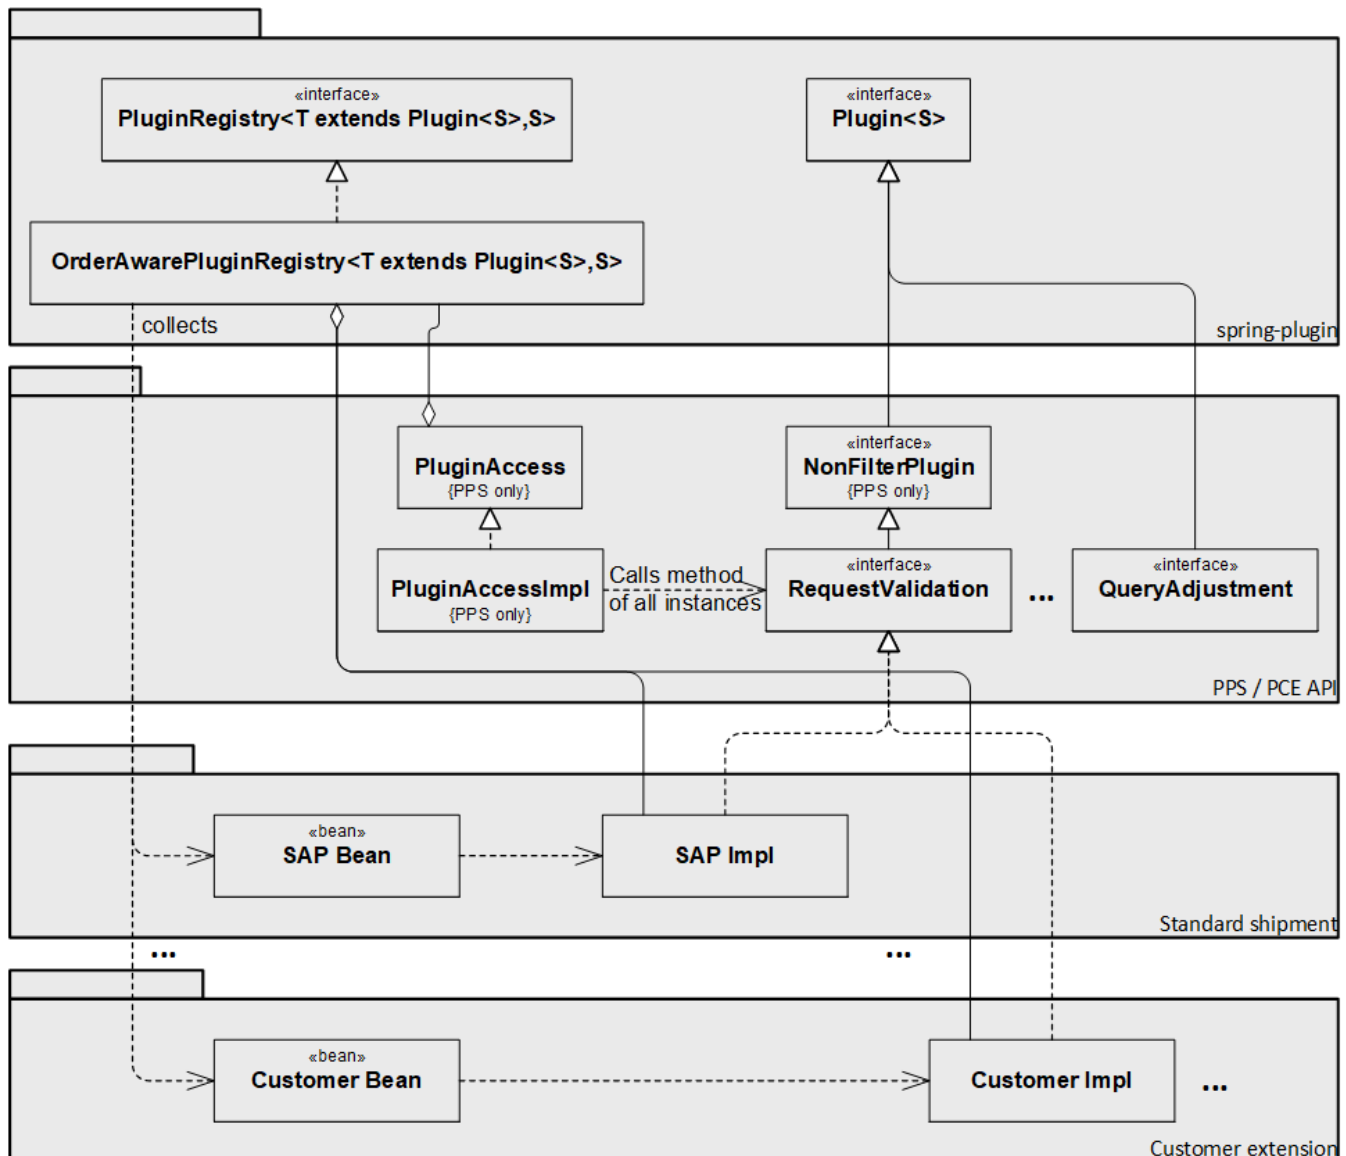 «interface»
PluginRegistry<T extends Plugin<S>,S>
«interface»
Plugin<S>
OrderAwarePluginRegistry<T extends Plugin<S>,S>
collects
spring-plugin
PluginAccess
{PPS only}
«interface»
NonFilterPlugin
{PPS only}
PluginAccessImpl
{PPS only}
Calls method
of all instances
«interface»
RequestValidation
...
«interface»
QueryAdjustment
PPS / PCE API
«bean»
SAP Bean
SAP Impl
Standard shipment
...
...
«bean»
Customer Bean
Customer Impl
...
Customer extension